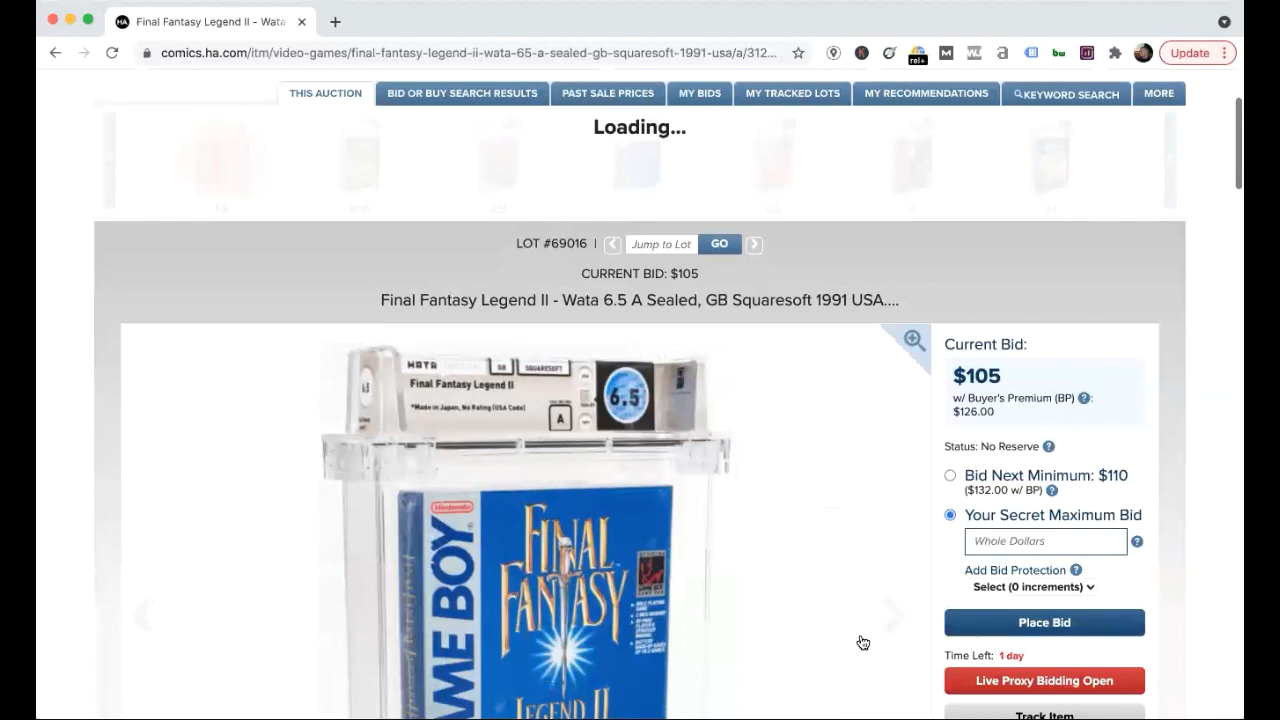 Final Fantasy Legend II - Wata
comics.ha.com/itm/video-games/final-fantasy-legend-ii-wata-65-a-sealed-gb-squaresoft-1991-usa/a/312...
rel+
Update
THIS AUCTION
BID OR BUY SEARCH RESULTS
PAST SALE PRICES
MY BIDS
MY TRACKED LOTS
MY RECOMMENDATIONS
KEYWORD SEARCH
MORE
Loading...
LOT #69016 |
Jump to Lot
GO
CURRENT BID: $105
Final Fantasy Legend II - Wata 6.5 A Sealed, GB Squaresoft 1991 USA....
WATA
GB
SQUARESOFT
Final Fantasy Legend II
*Made in Japan, No Rating (USA Code)
A
6.5
Nintendo
GAME BOY
FINAL
FANTASY
LEGEND II
Current Bid:
$105
w/ Buyer's Premium (BP) :
$126.00
Status: No Reserve
Bid Next Minimum: $110
($132.00 w/ BP)
Your Secret Maximum Bid
Whole Dollars
Add Bid Protection
Select (0 increments)
Place Bid
Time Left: 1 day
Live Proxy Bidding Open
Track Item